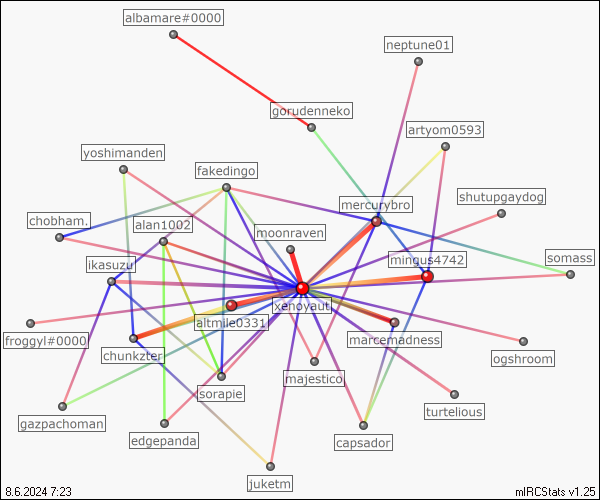 albamare#0000
neptune01
gorudenneko
artyom0593
yoshimanden
fakedingo
mercurybro
shutupgaydog
chobham.
alan1002
moonraven
mingus4742
somass
ikasuzu
xenoyaut
altmile0331
froggyl#0000
marcemadness
chunkzter
ogshroom
majestico
sorapie
gazpachoman
turtelious
edgepanda
capsador
juketm
8.6.2024 7:23
mIRCStats v1.25